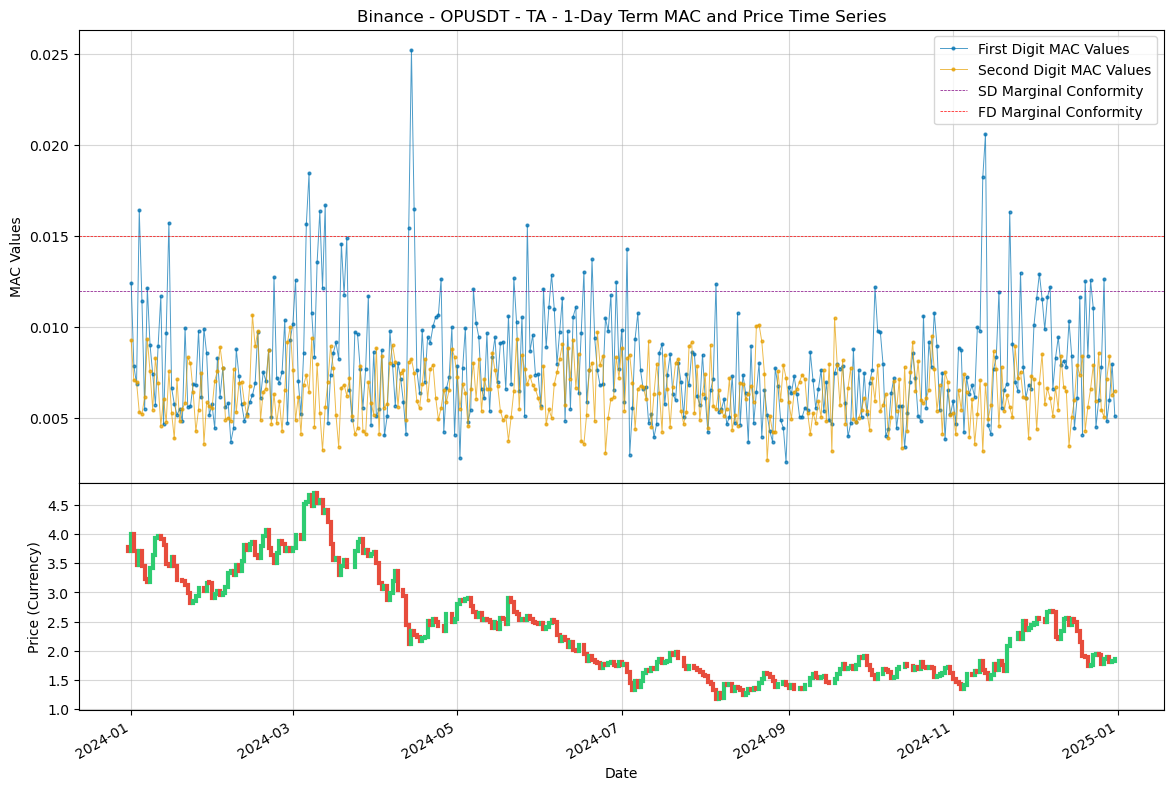 Binance - OPUSDT - TA - 1-Day Term MAC and Price Time Series
First Digit MAC Values
Second Digit MAC Values
SD Marginal Conformity
FD Marginal Conformity
MAC Values
0.025
0.020
0.015
0.010
0.005
Price (Currency)
4.5
4.0
3.5
3.0
2.5
2.0
1.5
1.0
2024-01
2024-03
2024-05
2024-07
2024-09
2024-11
2025-01
Date